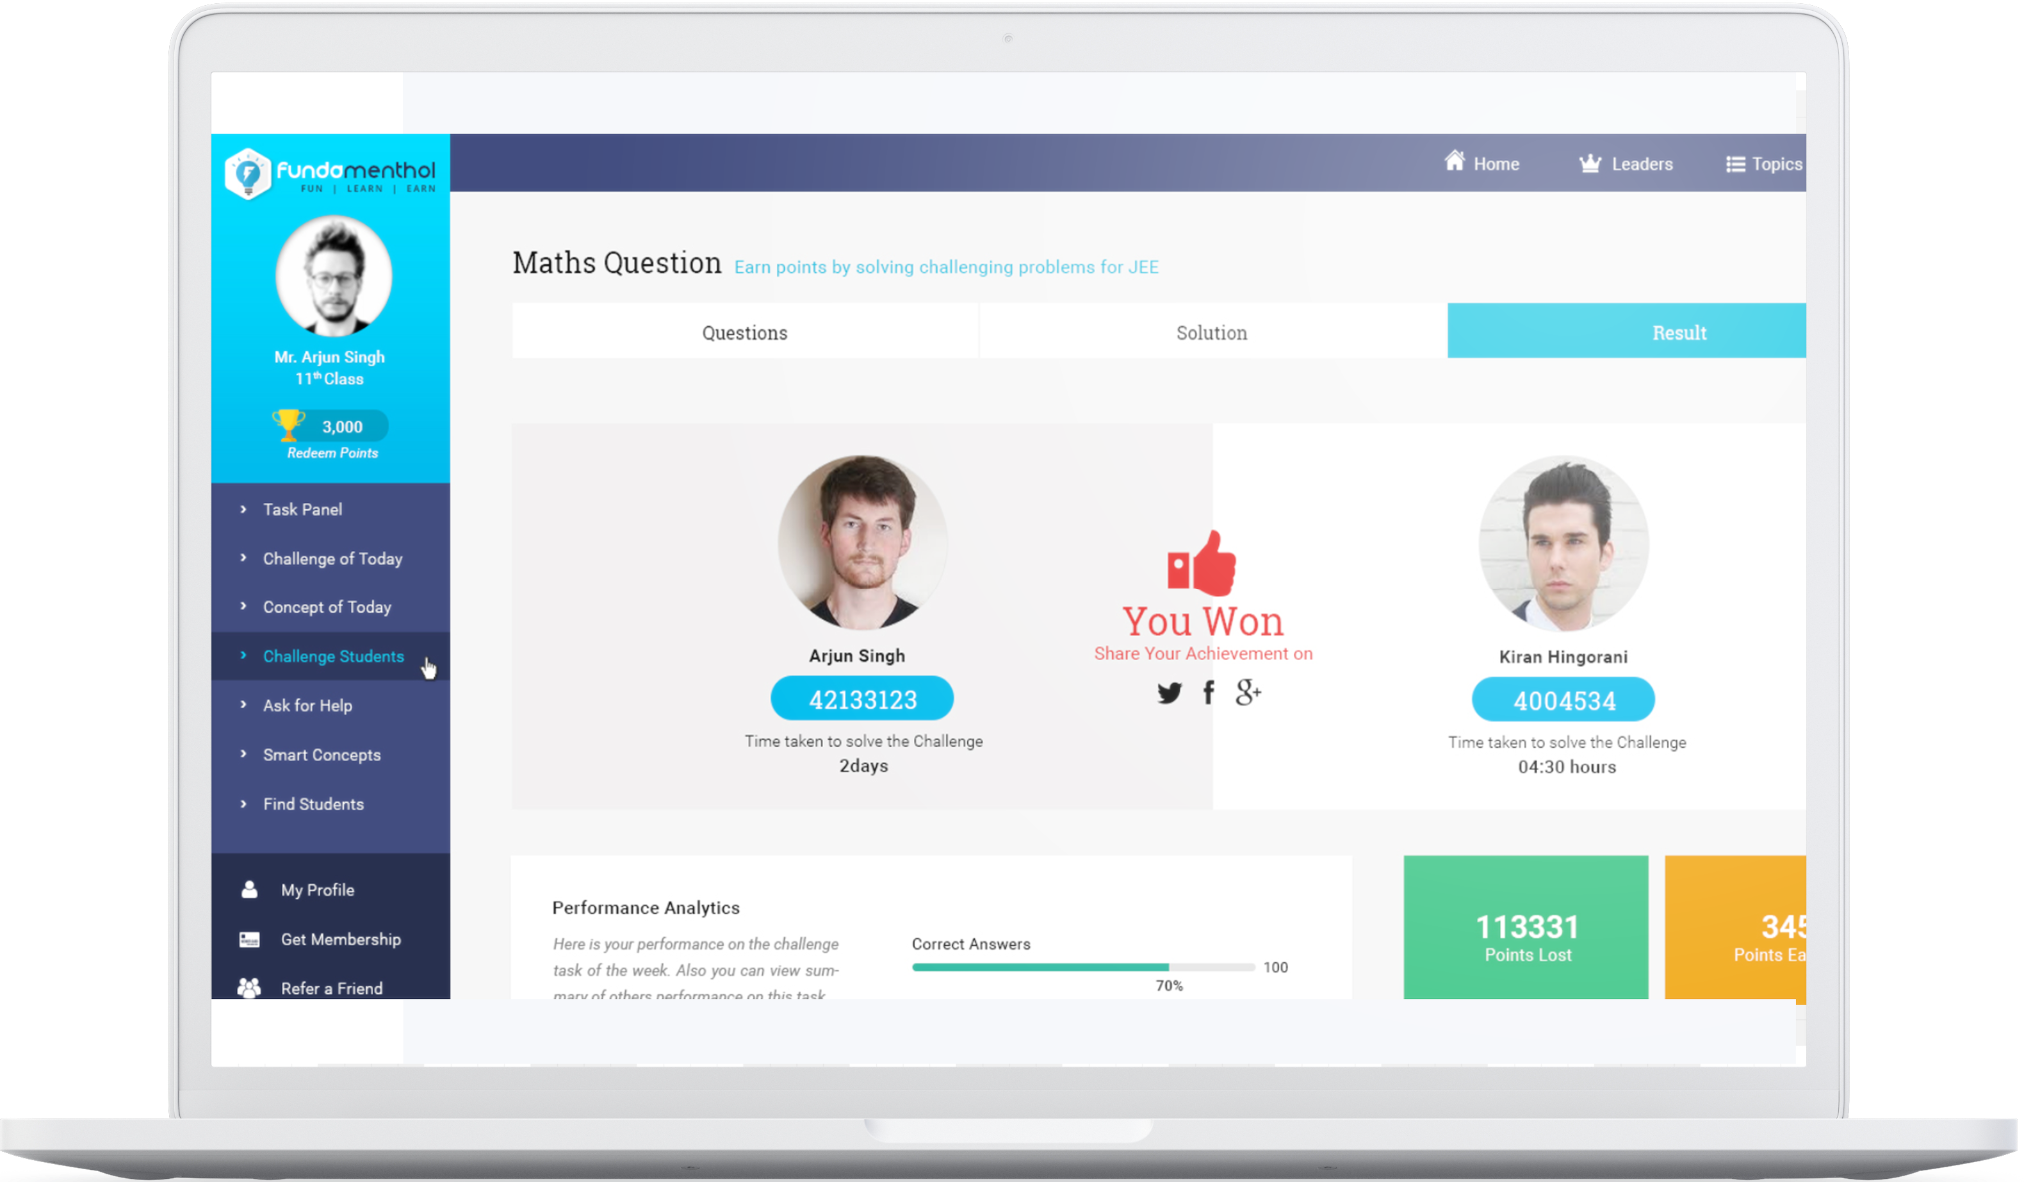 fundamenthol
FUN | LEARN | EARN
Home
Leaders
Topics
Mr. Arjun Singh
11th Class
3,000
Redeem Points
Task Panel
Challenge of Today
Concept of Today
Challenge Students
Ask for Help
Smart Concepts
Find Students
My Profile
Get Membership
Refer a Friend
Maths Question Earn points by solving challenging problems for JEE
Questions
Solution
Result
Arjun Singh
42133123
Time taken to solve the Challenge
2days
You Won
Share Your Achievement on
g+
Kiran Hingorani
4004534
Time taken to solve the Challenge
04:30 hours
Performance Analytics
Here is your performance on the challenge
task of the week. Also you can view sum-
mary of others performance on this task
Correct Answers
100
70%
113331
Points Lost
345
Points Ea